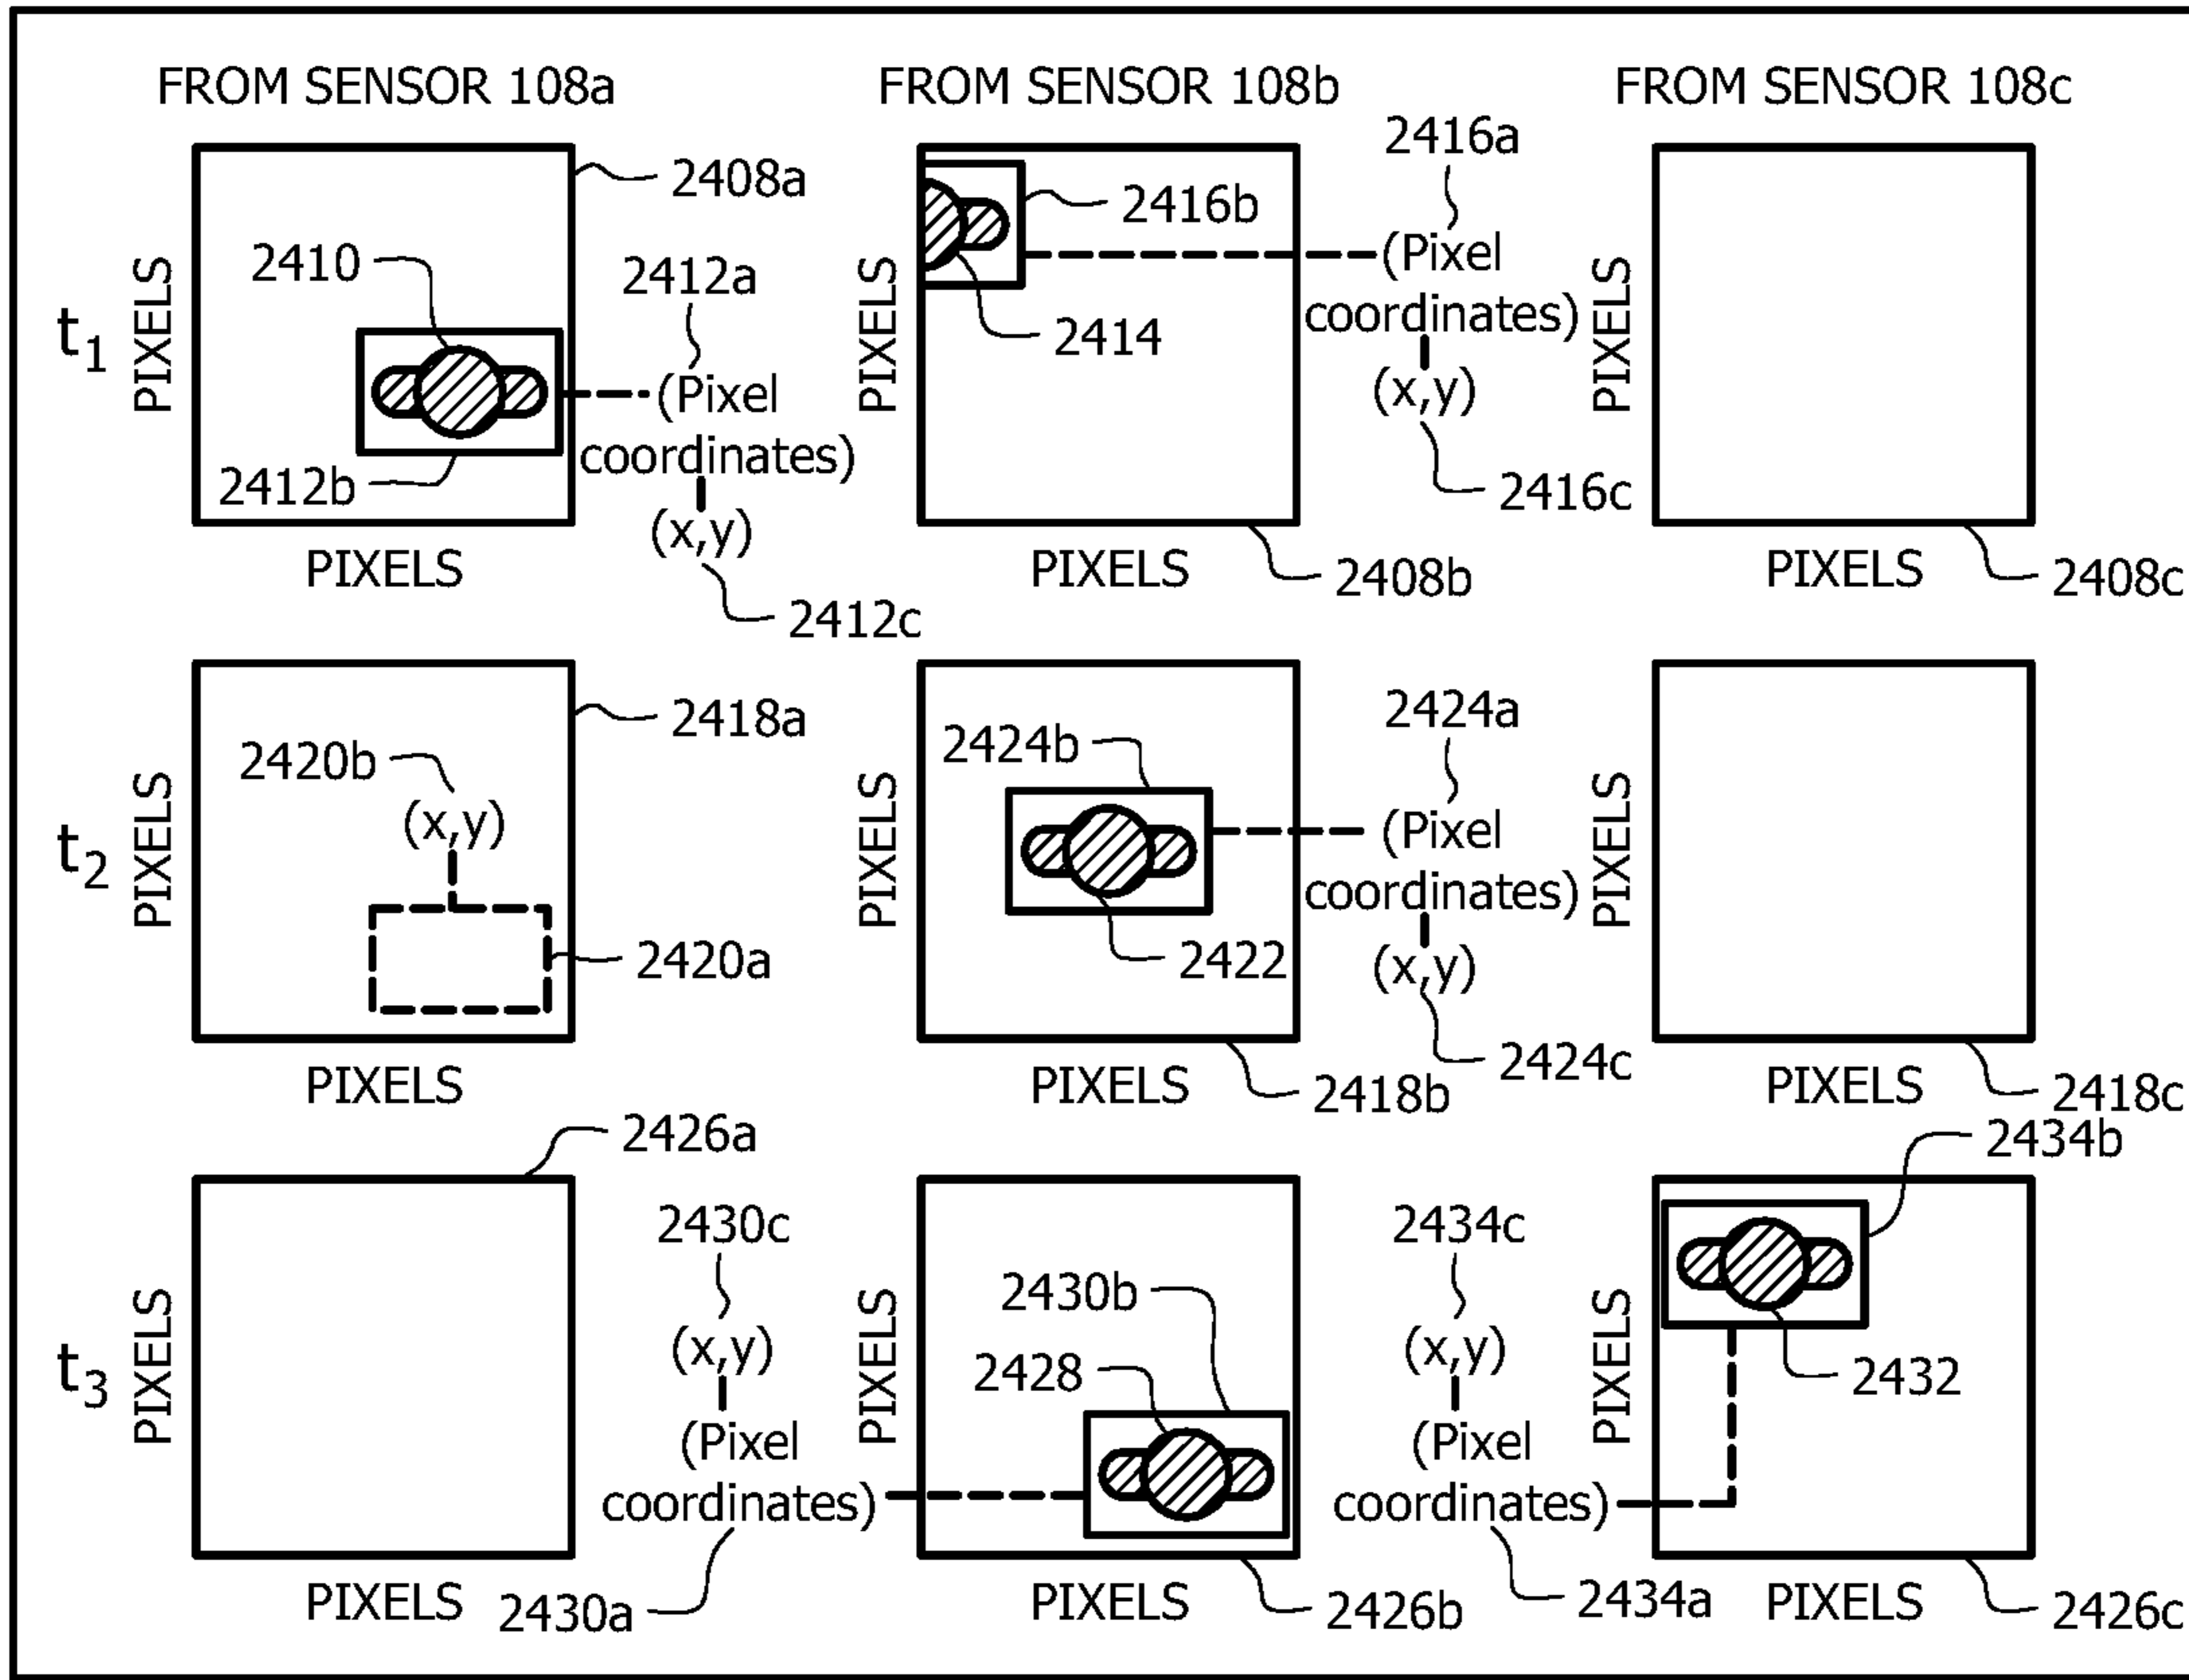 FROM SENSOR 108a
FROM SENSOR 108b
FROM SENSOR 108c
t1
PIXELS
2408a
2410
2412a
(Pixel
coordinates)
(x,y)
2412b
2412c
PIXELS
PIXELS
2416a
2416b
(Pixel
coordinates)
(x,y)
2414
2416c
PIXELS
2408b
PIXELS
PIXELS
2408c
t2
PIXELS
2418a
2420b
(x,y)
2420a
PIXELS
PIXELS
2424a
2424b
(Pixel
coordinates)
(x,y)
2422
2424c
PIXELS
2418b
PIXELS
PIXELS
2418c
t3
PIXELS
2426a
PIXELS
2430c
(x,y)
(Pixel
coordinates)
2430a
PIXELS
2430b
2428
PIXELS
2426b
2434c
(x,y)
(Pixel
coordinates)
2434a
PIXELS
2434b
2432
PIXELS
2426c